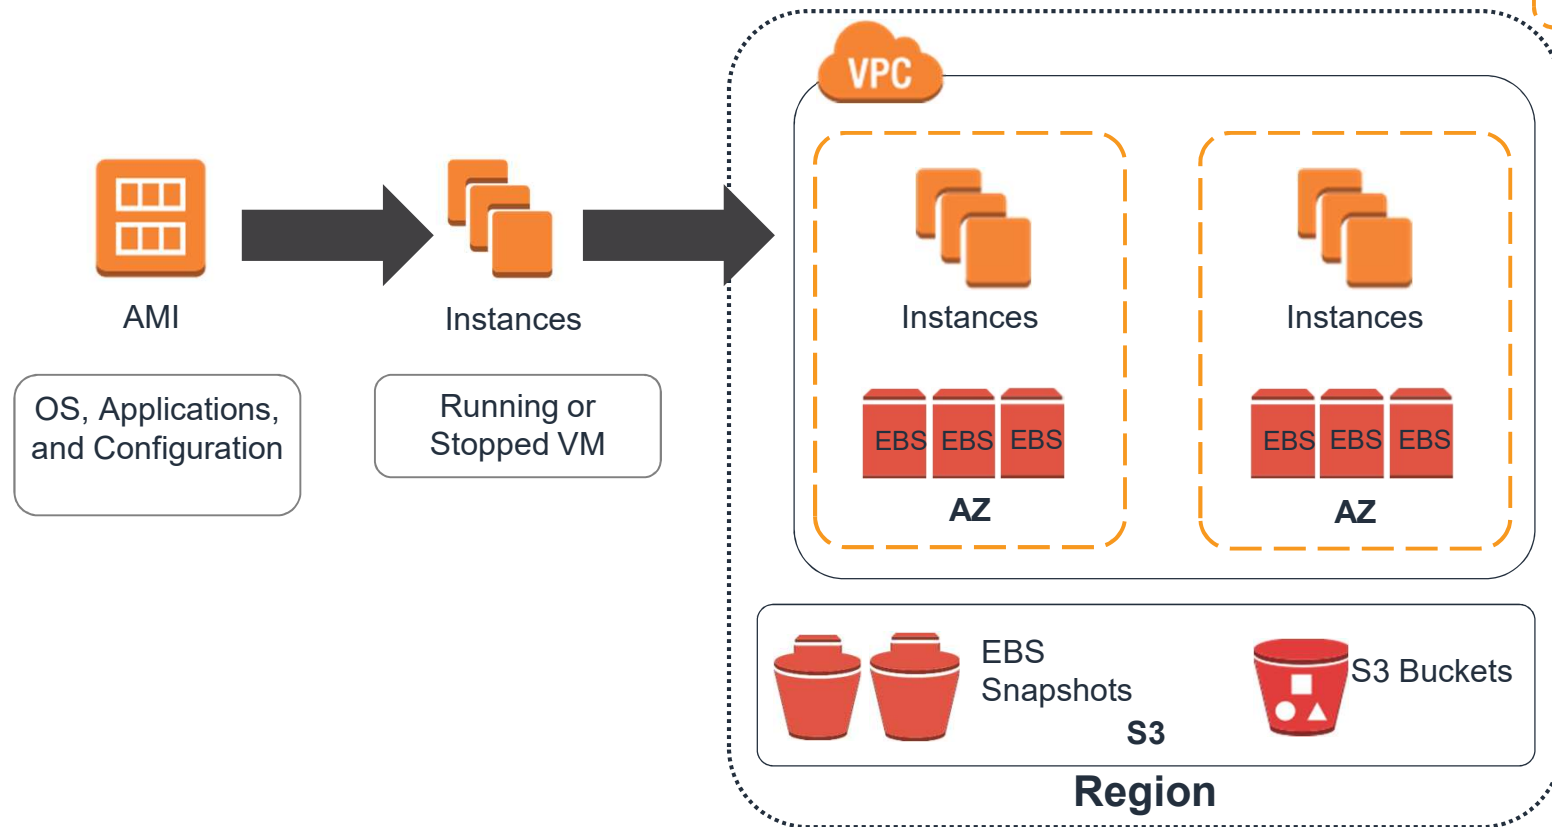 VPC
AMI
OS, Applications,
and Configuration
Instances
Running or
Stopped VM
Instances
EBS EBS EBS
AZ
Instances
EBS EBS EBS
AZ
EBS
Snapshots
S3
S3 Buckets
Region